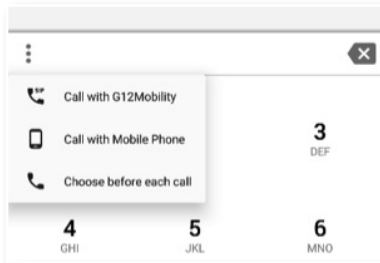 SIP
Call with G12Mobility
Call with Mobile Phone
Choose before each call
3
DEF
4 5 6
GHI JKL MNO